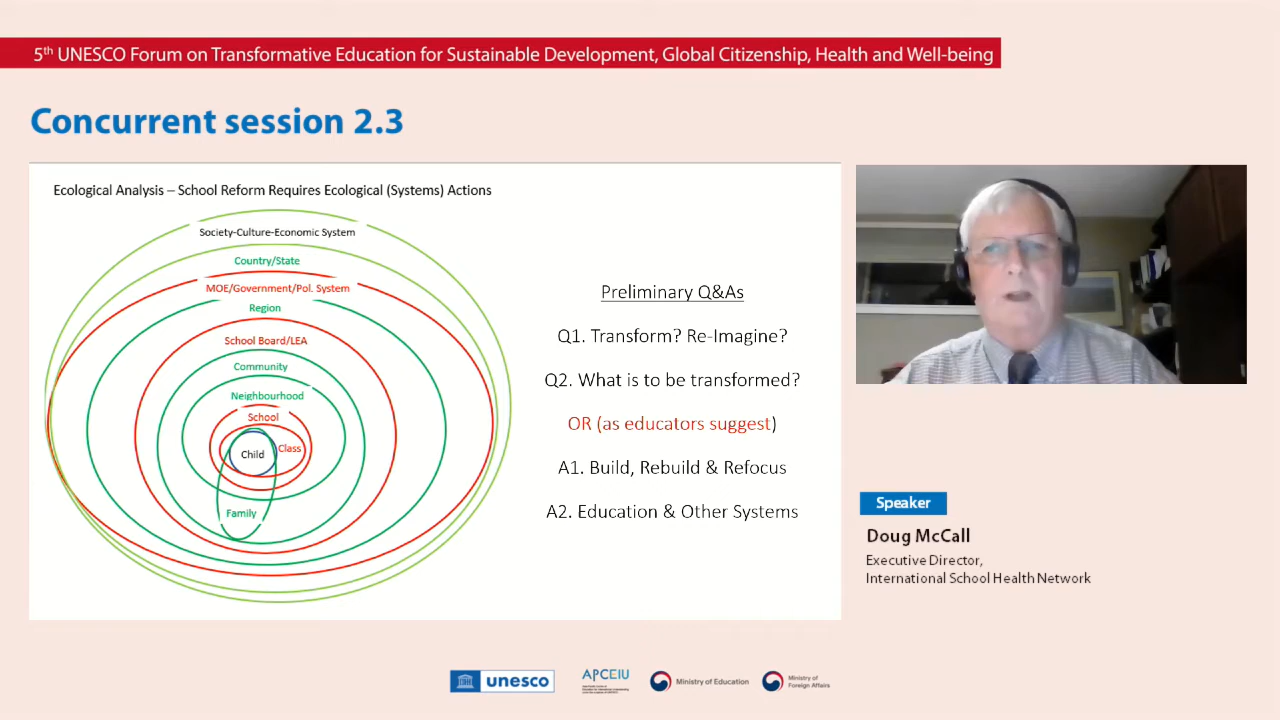 5th UNESCO Forum on Transformative Education for Sustainable Development, Global Citizenship, Health and Well-being
Concurrent session 2.3
Ecological Analysis – School Reform Requires Ecological (Systems) Actions
Society-Culture-Economic System
Country/State
MOE/Government/Pol. System
Region
School Board/LEA
Community
Neighbourhood
School
Class
Child
Family
Preliminary Q&As
Q1. Transform? Re-Imagine?
Q2. What is to be transformed?
OR (as educators suggest)
A1. Build, Rebuild & Refocus
A2. Education & Other Systems
Speaker
Doug McCall
Executive Director,
International School Health Network
unesco
APCEIU
Ministry of Education
Ministry of
Foreign Affairs